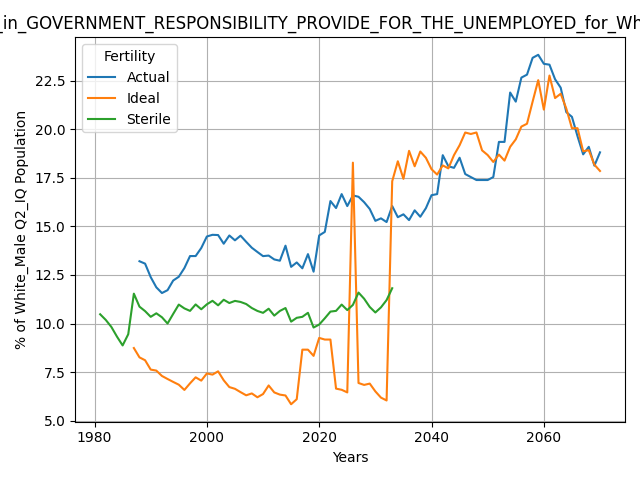 _in_GOVERNMENT_RESPONSIBILITY_PROVIDE_FOR_THE_UNEMPLOYED_for_Wh
Fertility
Actual
Ideal
Sterile
% of White_Male Q2_IQ Population
22.5
20.0
17.5
15.0
12.5
10.0
7.5
5.0
1980
2000
2020
2040
2060
Years